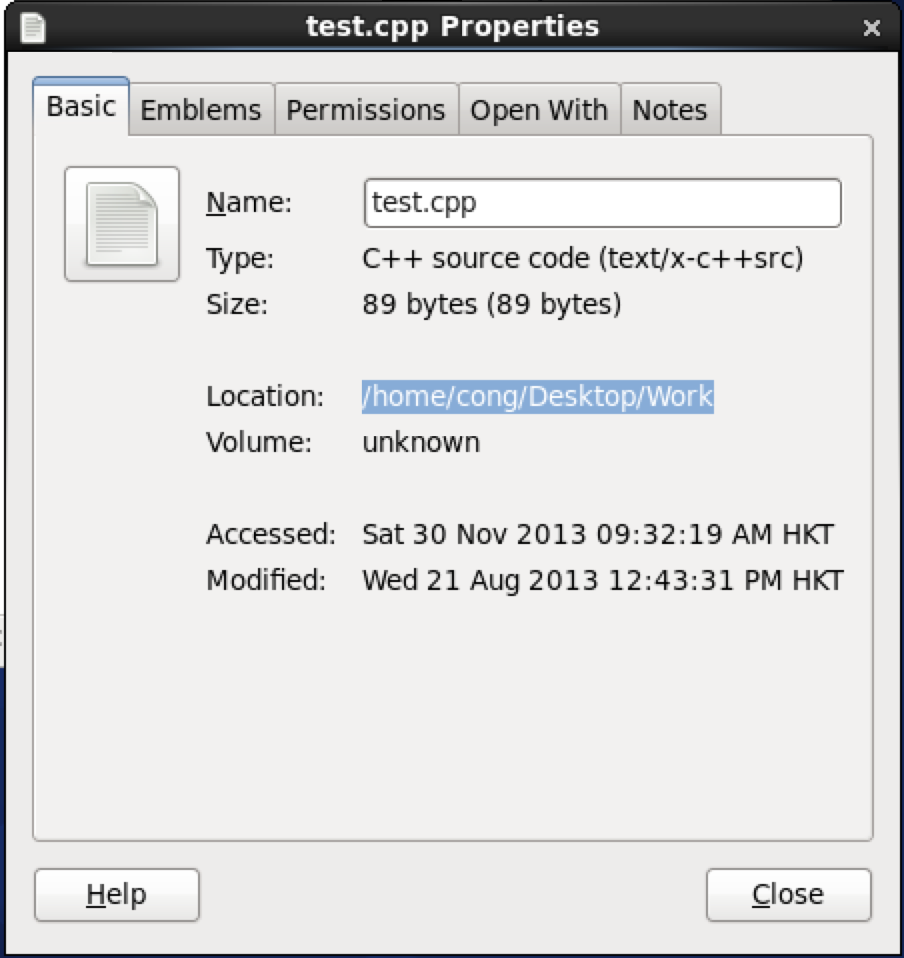 test.cpp Properties
Basic Emblems Permissions Open With Notes
Name: test.cpp
Type: C++ source code (text/x-c++src)
Size: 89 bytes (89 bytes)
Location: /home/cong/Desktop/Work
Volume: unknown
Accessed: Sat 30 Nov 2013 09:32:19 AM HKT
Modified: Wed 21 Aug 2013 12:43:31 PM HKT
Help Close